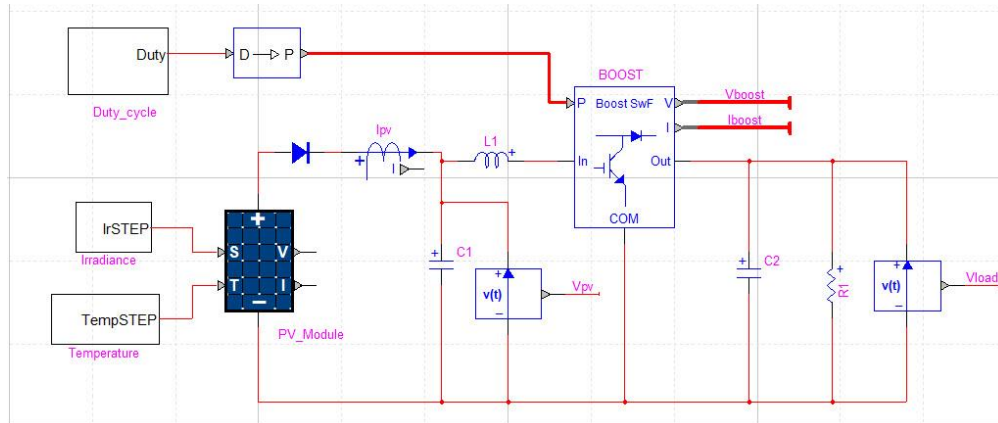 Duty
D → P
Duty_cycle
BOOST
P
Boost SwF
V
I
Vboost
Iboost
Ipv
+
I
L1
+
In
Out
COM
IrSTEP
Irradiance
TempSTEP
Temperature
+
S
V
T
I
–
PV_Module
+
C1
+
v(t)
–
Vpv
+
C2
+
R1
+
v(t)
–
Vload